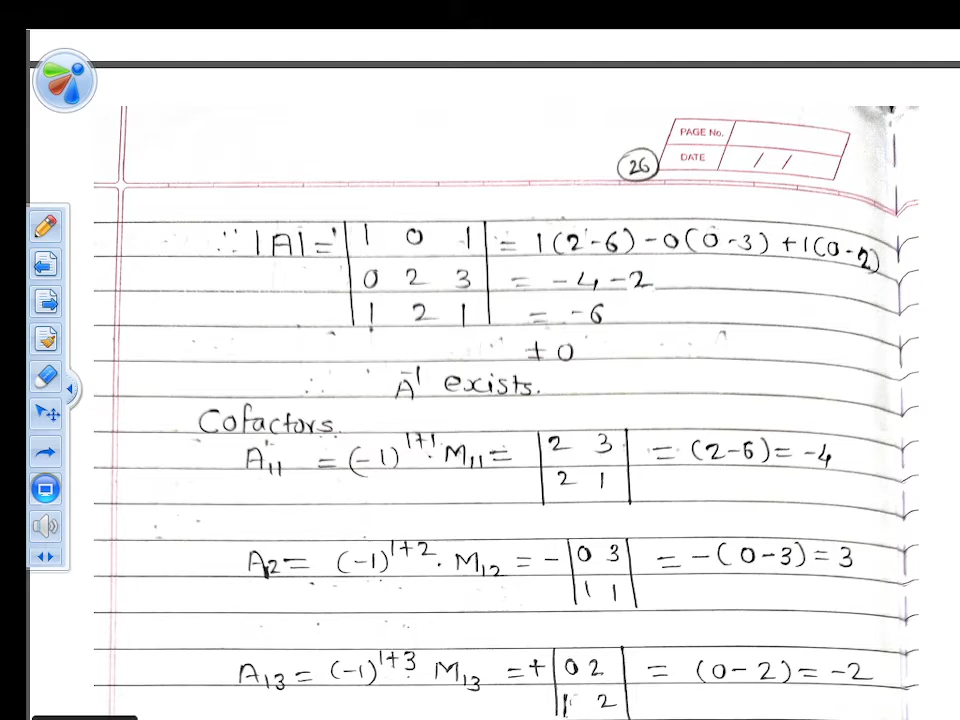 PAGE No.
DATE / /
26
∴ |A| = | 1 0 1 | = 1(2-6) - 0(0-3) + 1(0-2)
| 0 2 3 | = -4 -2
| 1 2 1 | = -6
≠ 0
∴ A⁻¹ exists.
Cofactors.
A₁₁ = (-1)¹⁺¹. M₁₁ = | 2 3 | = (2-6) = -4
| 2 1 |
A₁₂ = (-1)¹⁺². M₁₂ = - | 0 3 | = -(0-3) = 3
| 1 1 |
A₁₃ = (-1)¹⁺³. M₁₃ = + | 0 2 | = (0-2) = -2
| 1 2 |